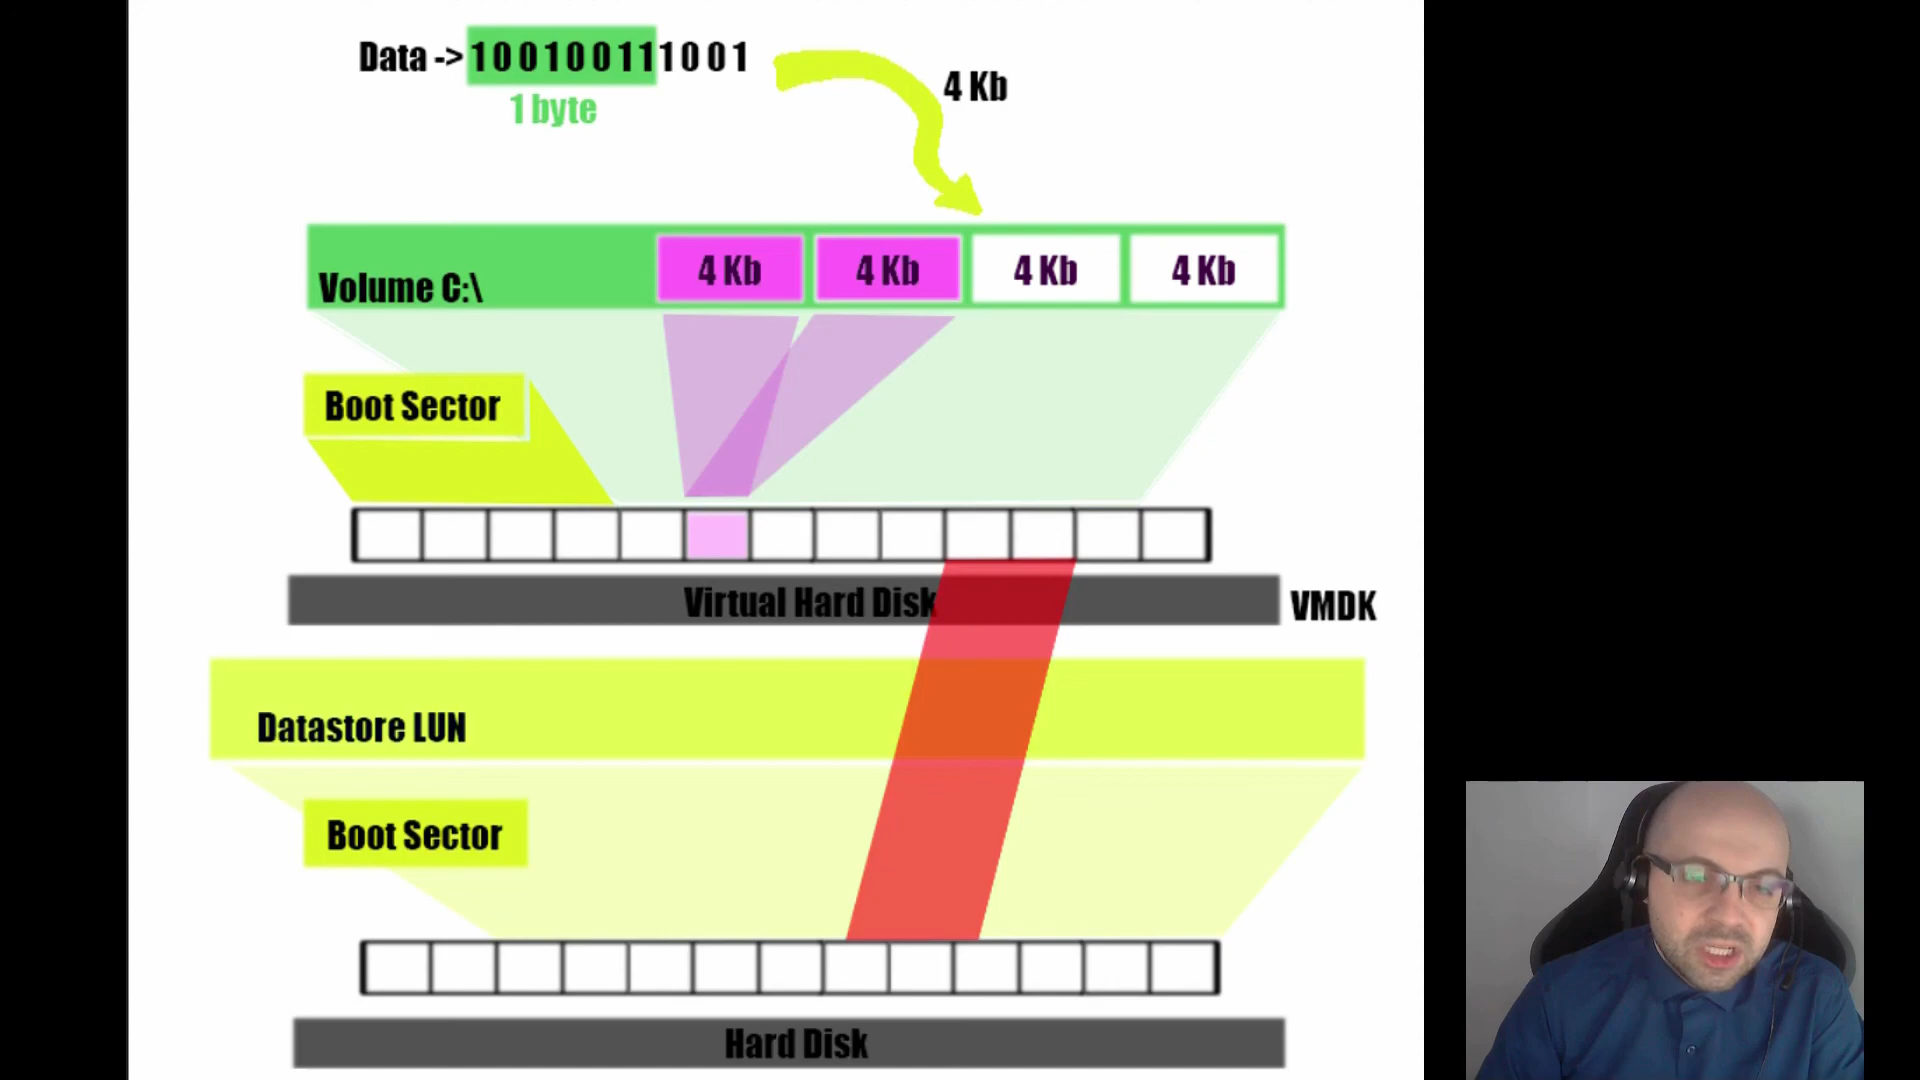 Data -> 100100111001
1 byte
4 Kb
Volume C:\
4 Kb
4 Kb
4 Kb
4 Kb
Boot Sector
Virtual Hard Disk
VMDK
Datastore LUN
Boot Sector
Hard Disk